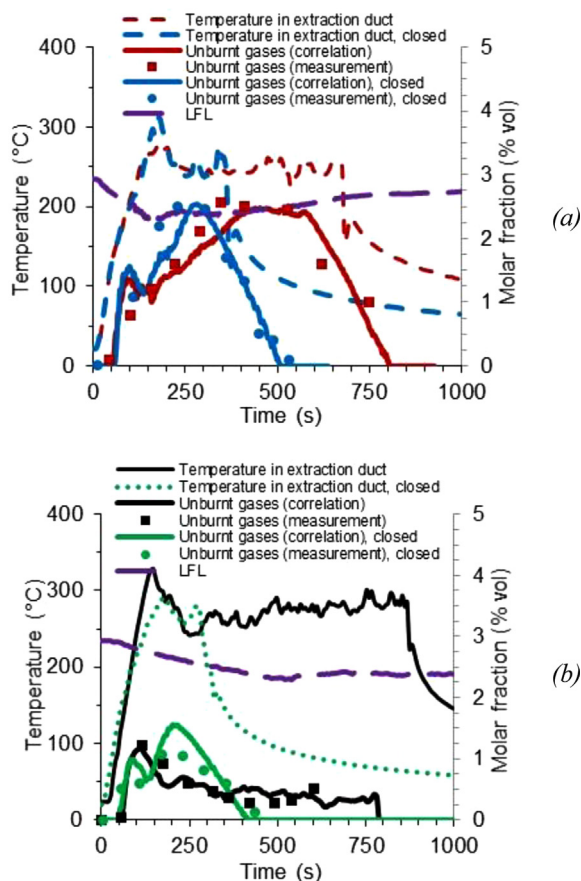 Temperature in extraction duct
Temperature in extraction duct, closed
Unburnt gases (correlation)
Unburnt gases (measurement)
Unburnt gases (correlation), closed
Unburnt gases (measurement), closed
LFL
400
300
200
100
0
Temperature (°C)
5
4
3
2
1
0
Molar fraction (% vol)
0 250 500 750 1000
Time (s)
(a)
Temperature in extraction duct
Temperature in extraction duct, closed
Unburnt gases (correlation)
Unburnt gases (measurement)
Unburnt gases (correlation), closed
Unburnt gases (measurement), closed
LFL
400
300
200
100
0
Temperature (°C)
5
4
3
2
1
0
Molar fraction (% vol)
0 250 500 750 1000
Time (s)
(b)